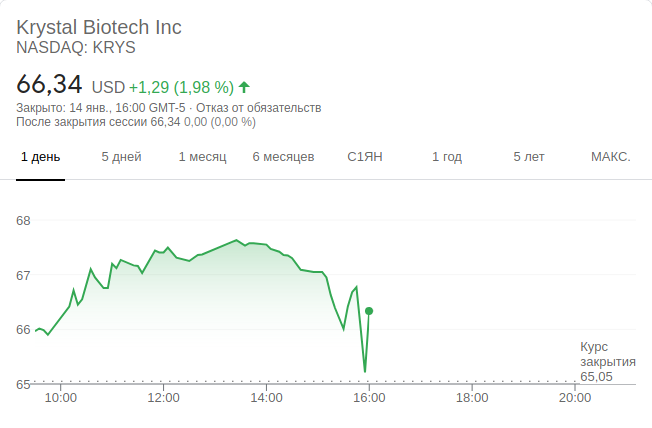 Krystal Biotech Inc
NASDAQ: KRYS
66,34 USD +1,29 (1,98 %)
Закрыто: 14 янв., 16:00 GMT-5 · Отказ от обязательств
После закрытия сессии 66,34 0,00 (0,00 %)
1 день 5 дней 1 месяц 6 месяцев С1ЯН 1 год 5 лет МАКС.
68
67
66
Курс
закрытия
65,05
65
10:00 12:00 14:00 16:00 18:00 20:00